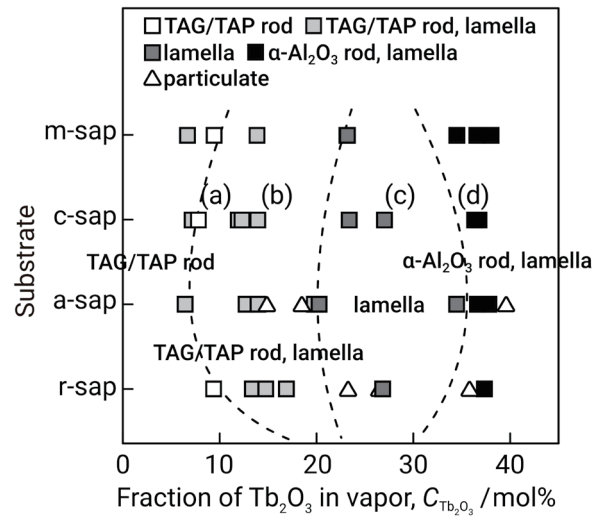 TAG/TAP rod TAG/TAP rod, lamella
lamella α-Al₂O₃ rod, lamella
particulate
m-sap
(a) (b) (c) (d)
c-sap
TAG/TAP rod α-Al₂O₃ rod, lamella
a-sap lamella
TAG/TAP rod, lamella
r-sap
Substrate
0 10 20 30 40
Fraction of Tb₂O₃ in vapor, C_Tb₂O₃ /mol%